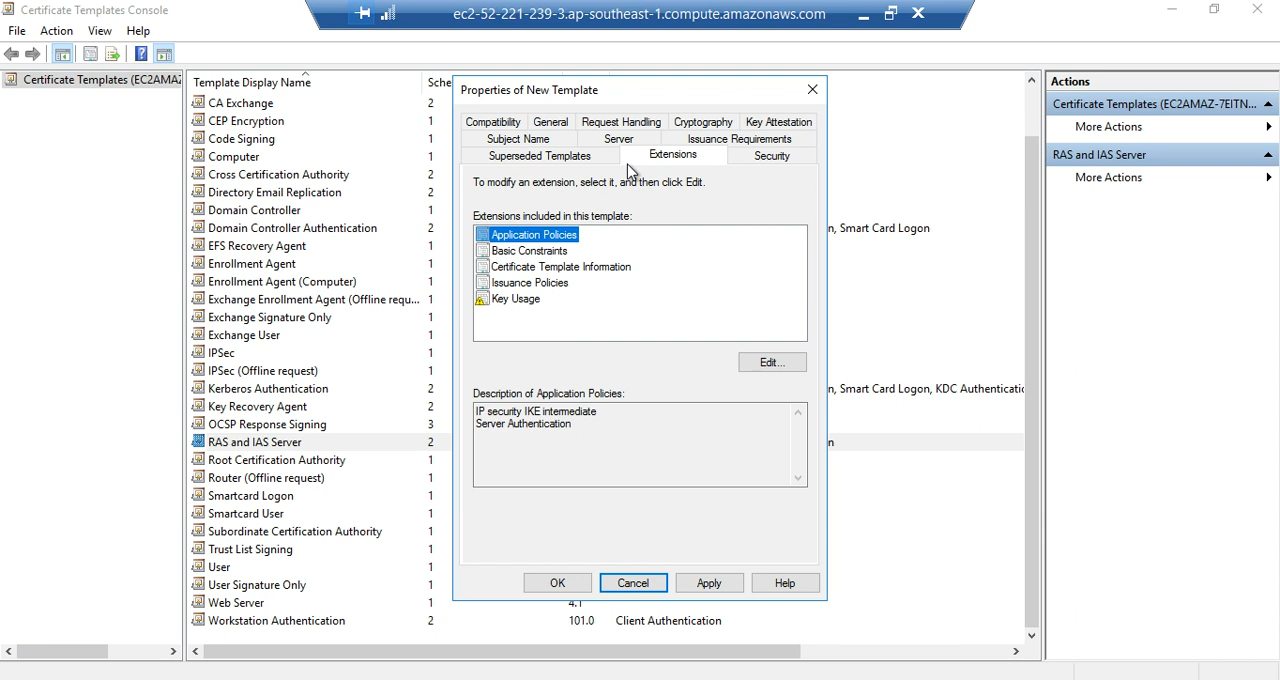 Certificate Templates Console
ec2-52-221-239-3.ap-southeast-1.compute.amazonaws.com
File Action View Help
Certificate Templates (EC2AMAZ
Template Display Name Sche
CA Exchange 2
CEP Encryption 1
Code Signing 1
Computer 1
Cross Certification Authority 2
Directory Email Replication 2
Domain Controller 1
Domain Controller Authentication 2 n, Smart Card Logon
EFS Recovery Agent 1
Enrollment Agent 1
Enrollment Agent (Computer) 1
Exchange Enrollment Agent (Offline requ... 1
Exchange Signature Only 1
Exchange User 1
IPSec 1
IPSec (Offline request) 1
Kerberos Authentication 2 n, Smart Card Logon, KDC Authenticatic
Key Recovery Agent 2
OCSP Response Signing 3
RAS and IAS Server 2 n
Root Certification Authority 1
Router (Offline request) 1
Smartcard Logon 1
Smartcard User 1
Subordinate Certification Authority 1
Trust List Signing 1
User 1
User Signature Only 1
Web Server 1 4.1
Workstation Authentication 2 101.0 Client Authentication
Properties of New Template
Compatibility General Request Handling Cryptography Key Attestation
Subject Name Server Issuance Requirements
Superseded Templates Extensions Security
To modify an extension, select it, and then click Edit.
Extensions included in this template:
Application Policies
Basic Constraints
Certificate Template Information
Issuance Policies
Key Usage
Edit...
Description of Application Policies:
IP security IKE intermediate
Server Authentication
OK Cancel Apply Help
Actions
Certificate Templates (EC2AMAZ-7EITN...
More Actions
RAS and IAS Server
More Actions